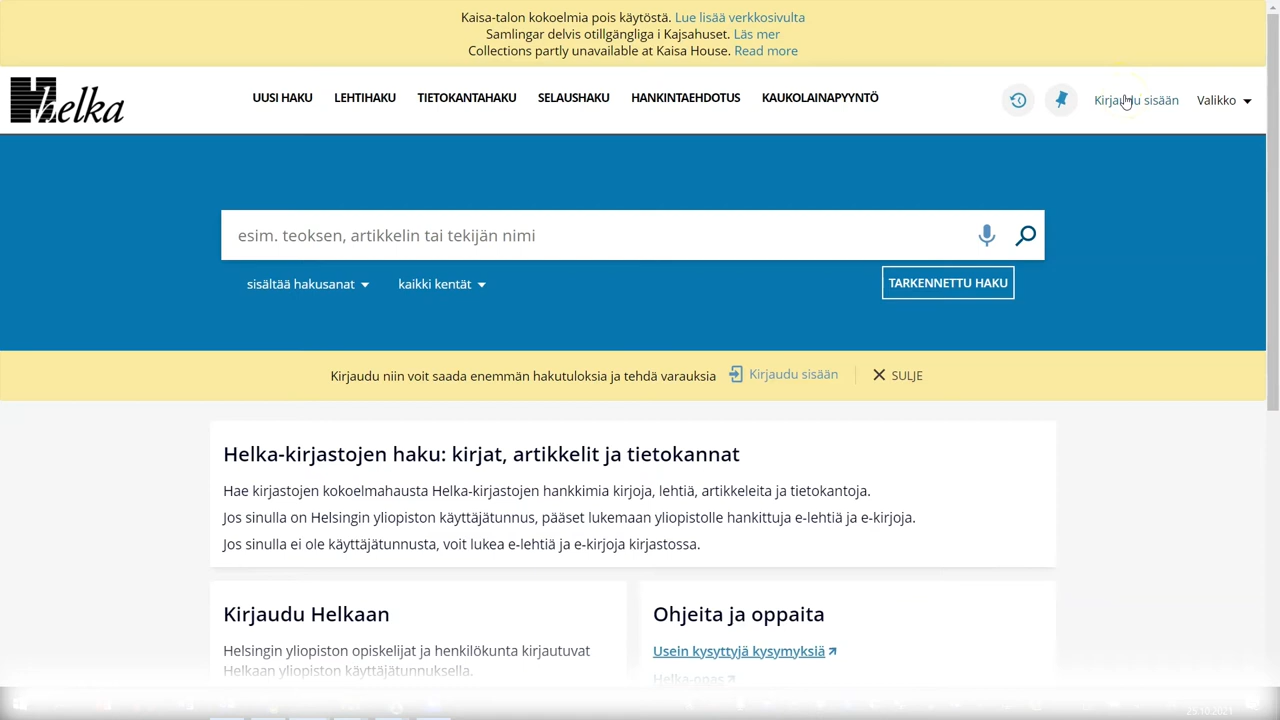 Kaisa-talon kokoelmia pois käytöstä. Lue lisää verkkosivulta
Samlingar delvis otillgängliga i Kajsahuset. Läs mer
Collections partly unavailable at Kaisa House. Read more
Helka
UUSI HAKU LEHTIHAKU TIETOKANTAHAKU SELAUSHAKU HANKINTAEHDOTUS KAUKOLAINAPYYNTÖ Kirjaudu sisään Valikko
esim. teoksen, artikkelin tai tekijän nimi
sisältää hakusanat kaikki kentät TARKENNETTU HAKU
Kirjaudu niin voit saada enemmän hakutuloksia ja tehdä varauksia Kirjaudu sisään SULJE
Helka-kirjastojen haku: kirjat, artikkelit ja tietokannat
Hae kirjastojen kokoelmahausta Helka-kirjastojen hankkimia kirjoja, lehtiä, artikkeleita ja tietokantoja.
Jos sinulla on Helsingin yliopiston käyttäjätunnus, pääset lukemaan yliopistolle hankittuja e-lehtiä ja e-kirjoja.
Jos sinulla ei ole käyttäjätunnusta, voit lukea e-lehtiä ja e-kirjoja kirjastossa.
Kirjaudu Helkaan
Helsingin yliopiston opiskelijat ja henkilökunta kirjautuvat
Helkaan yliopiston käyttäjätunnuksella.
Ohjeita ja oppaita
Usein kysyttyjä kysymyksiä
Helka-opas